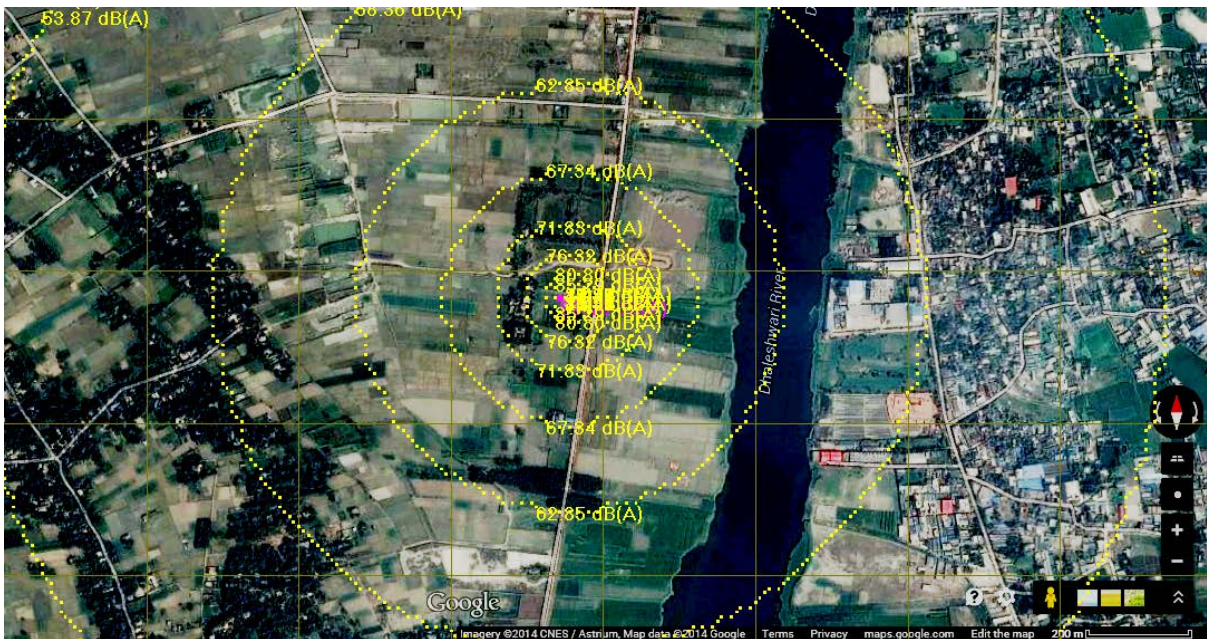 53.87 dB(A)
58.36 dB(A)
62.85 dB(A)
67.34 dB(A)
71.83 dB(A)
76.32 dB(A)
80.80 dB(A)
80.80 dB(A)
76.32 dB(A)
71.83 dB(A)
67.34 dB(A)
62.85 dB(A)
Dhaleshwari River
Google
Imagery ©2014 CNES / Astrium, Map data ©2014 Google Terms Privacy maps.google.com Edit the map 200 m